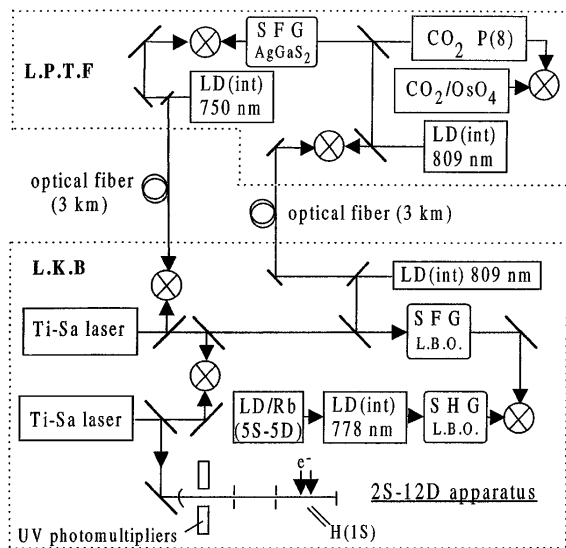 L.P.T.F
S F G
AgGaS₂
CO₂ P(8)
CO₂/OsO₄
LD(int)
750 nm
LD(int)
809 nm
optical fiber
(3 km)
optical fiber (3 km)
L.K.B
LD(int) 809 nm
Ti-Sa laser
S F G
L.B.O.
Ti-Sa laser
LD/Rb
(5S-5D)
LD(int)
778 nm
S H G
L.B.O.
e⁻
2S-12D apparatus
H(1S)
UV photomultipliers